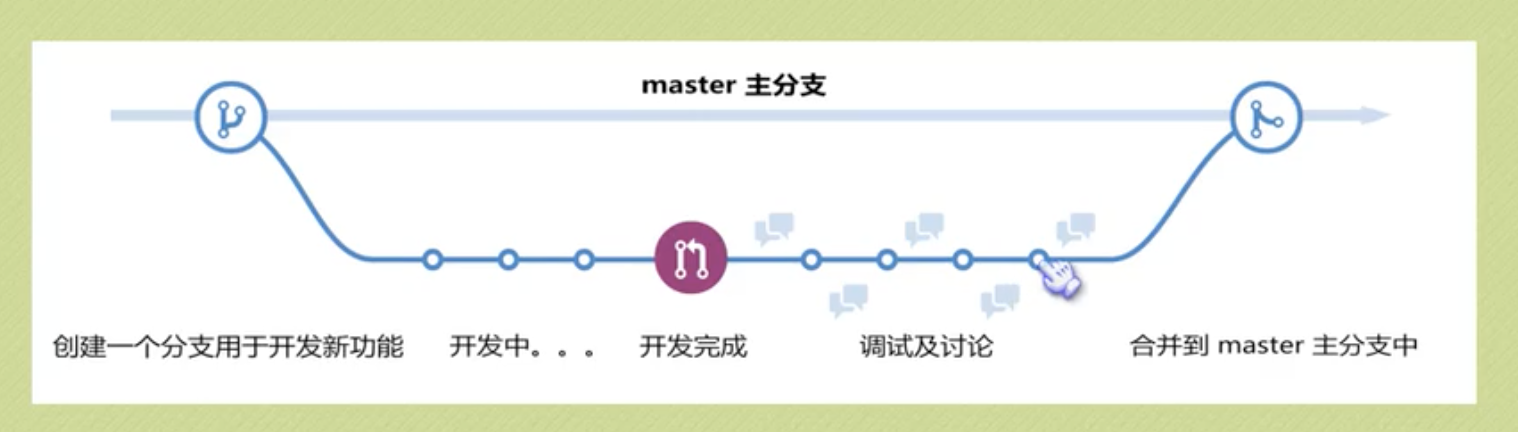 master 主分支
创建一个分支用于开发新功能
开发中。。。
开发完成
调试及讨论
合并到 master 主分支中